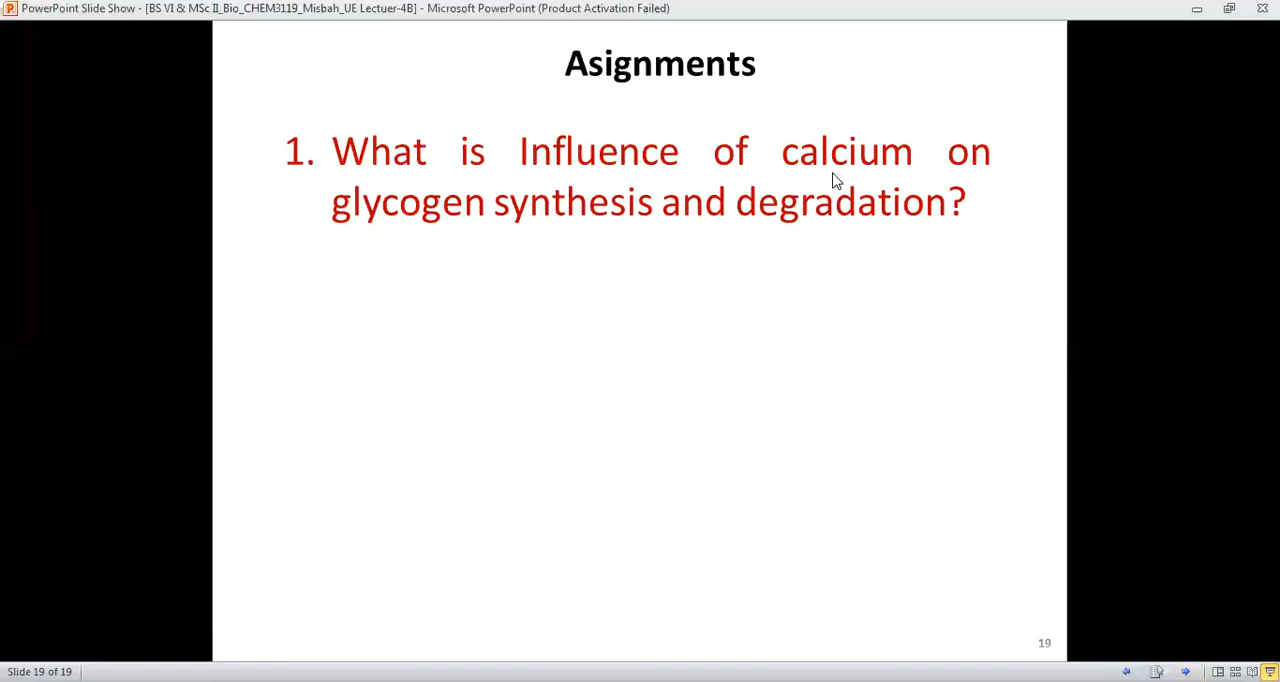 PowerPoint Slide Show - [BS VI & MSc II_Bio_CHEM3119_Misbah_UE Lectuer-4B] - Microsoft PowerPoint (Product Activation Failed)
Asignments
1. What is Influence of calcium on
glycogen synthesis and degradation?
19
Slide 19 of 19